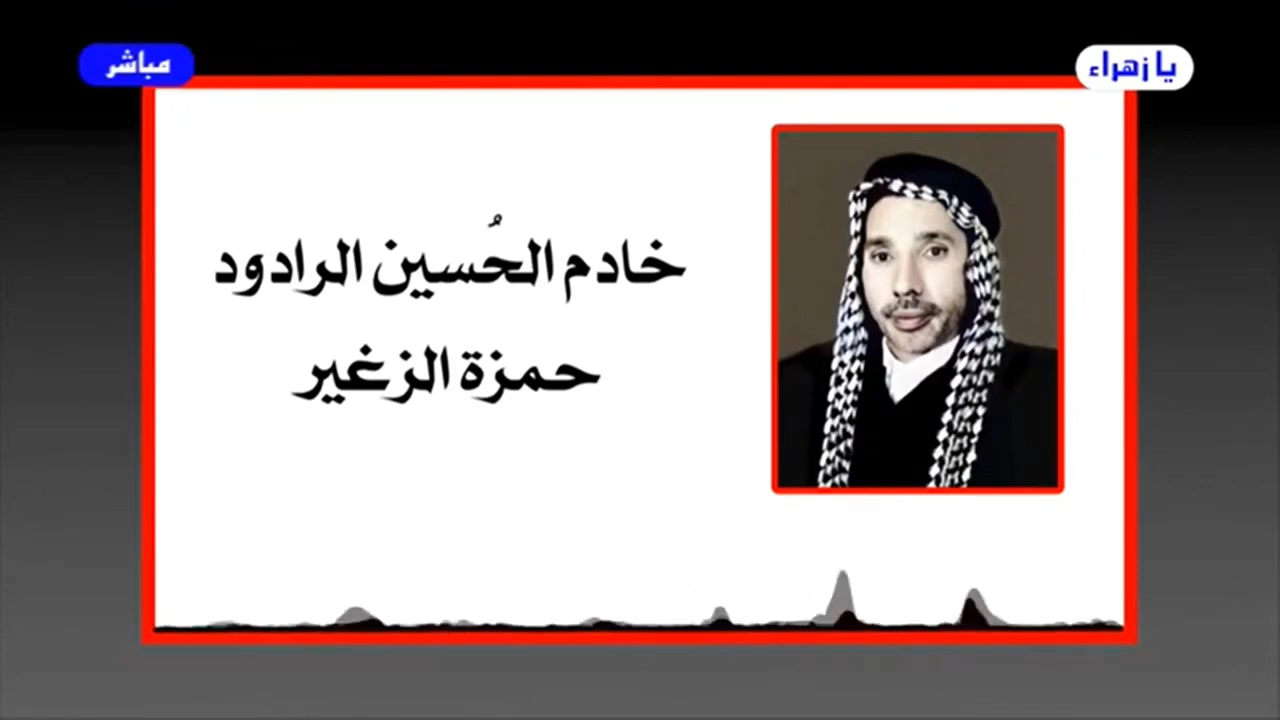 يا زهراء
مباشر
خادم الحُسين الرادود
حمزة الزغير